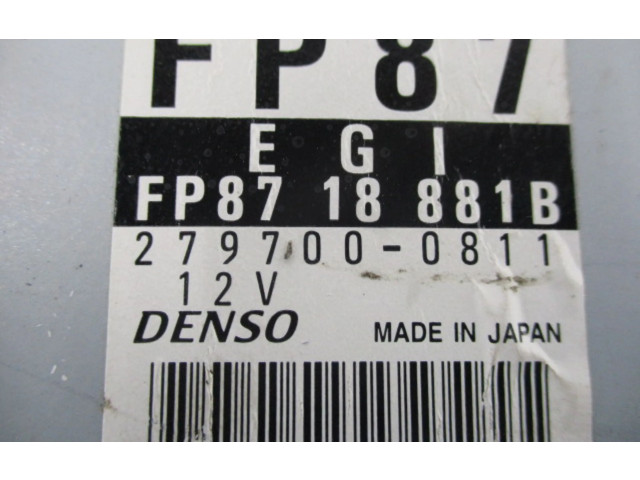 FP87
EGI
FP87 18 881B
279700-0811
12V
DENSO MADE IN JAPAN